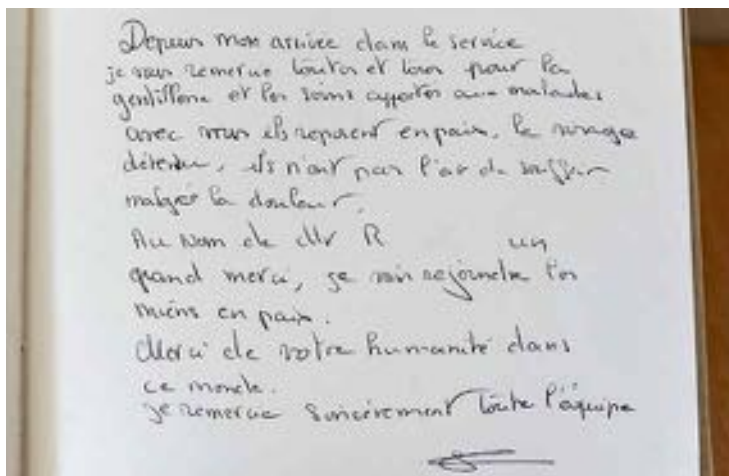 Depuis mon arrivée dans le service
je vous remercie toutes et tous pour la
gentillesse et les soins apportés aux malades
avec vous ils reposent en paix, le visage
détendu, ils n'ont pas l'air de souffrir
malgré la douleur.
Au nom de Mr R un
grand merci, je vais rejoindre les
miens en paix.
Merci de votre humanité dans
ce monde.
je remercie sincèrement toute l'équipe